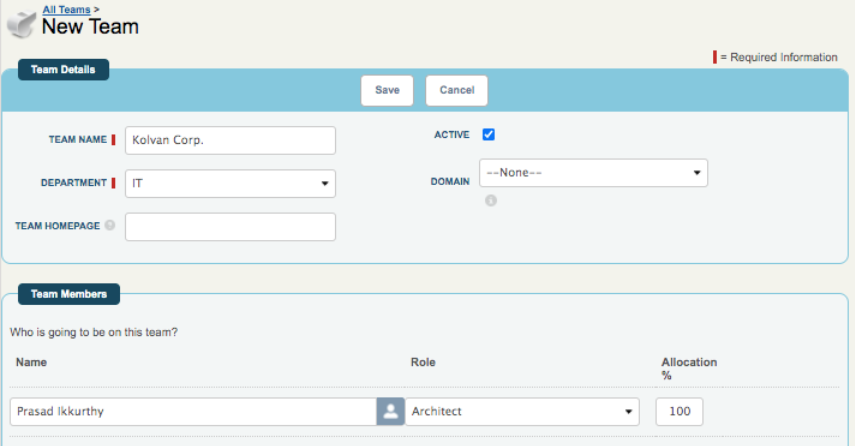 All Teams >
New Team
= Required Information
Team Details
Save
Cancel
TEAM NAME
Kolvan Corp.
ACTIVE
DEPARTMENT
IT
DOMAIN
--None--
TEAM HOMEPAGE
Team Members
Who is going to be on this team?
Name
Role
Allocation
%
Prasad Ikkurthy
Architect
100